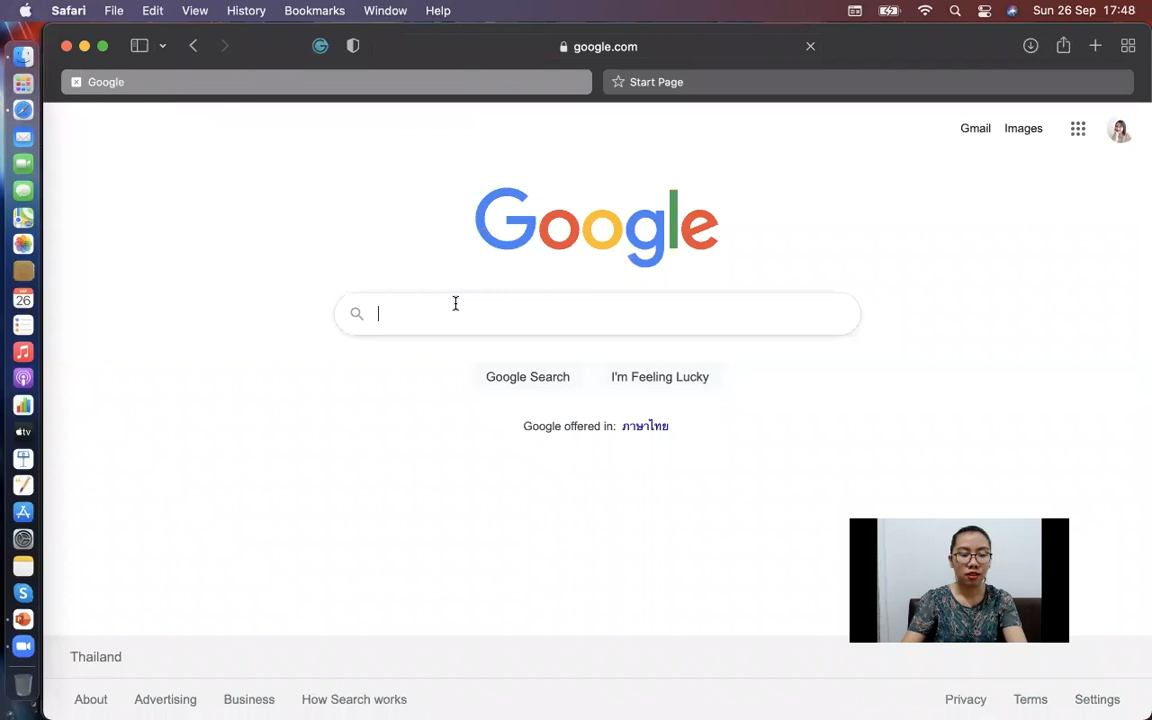 Safari File Edit View History Bookmarks Window Help Sun 26 Sep 17:48
google.com
Google Start Page
Gmail Images
Google
Google Search I'm Feeling Lucky
Google offered in: ภาษาไทย
26
tv
Thailand
About Advertising Business How Search works Privacy Terms Settings